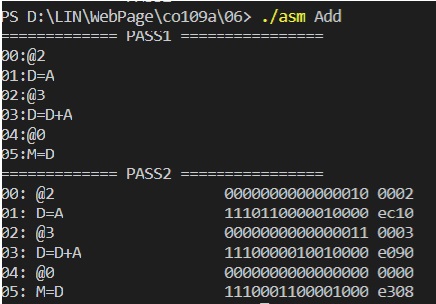 PS D:\LIN\WebPage\co109a\06> ./asm Add
============= PASS1 ================
00:@2
01:D=A
02:@3
03:D=D+A
04:@0
05:M=D
============= PASS2 ================
00: @2 0000000000000010 0002
01: D=A 1110110000010000 ec10
02: @3 0000000000000011 0003
03: D=D+A 1110000010010000 e090
04: @0 0000000000000000 0000
05: M=D 1110001100001000 e308